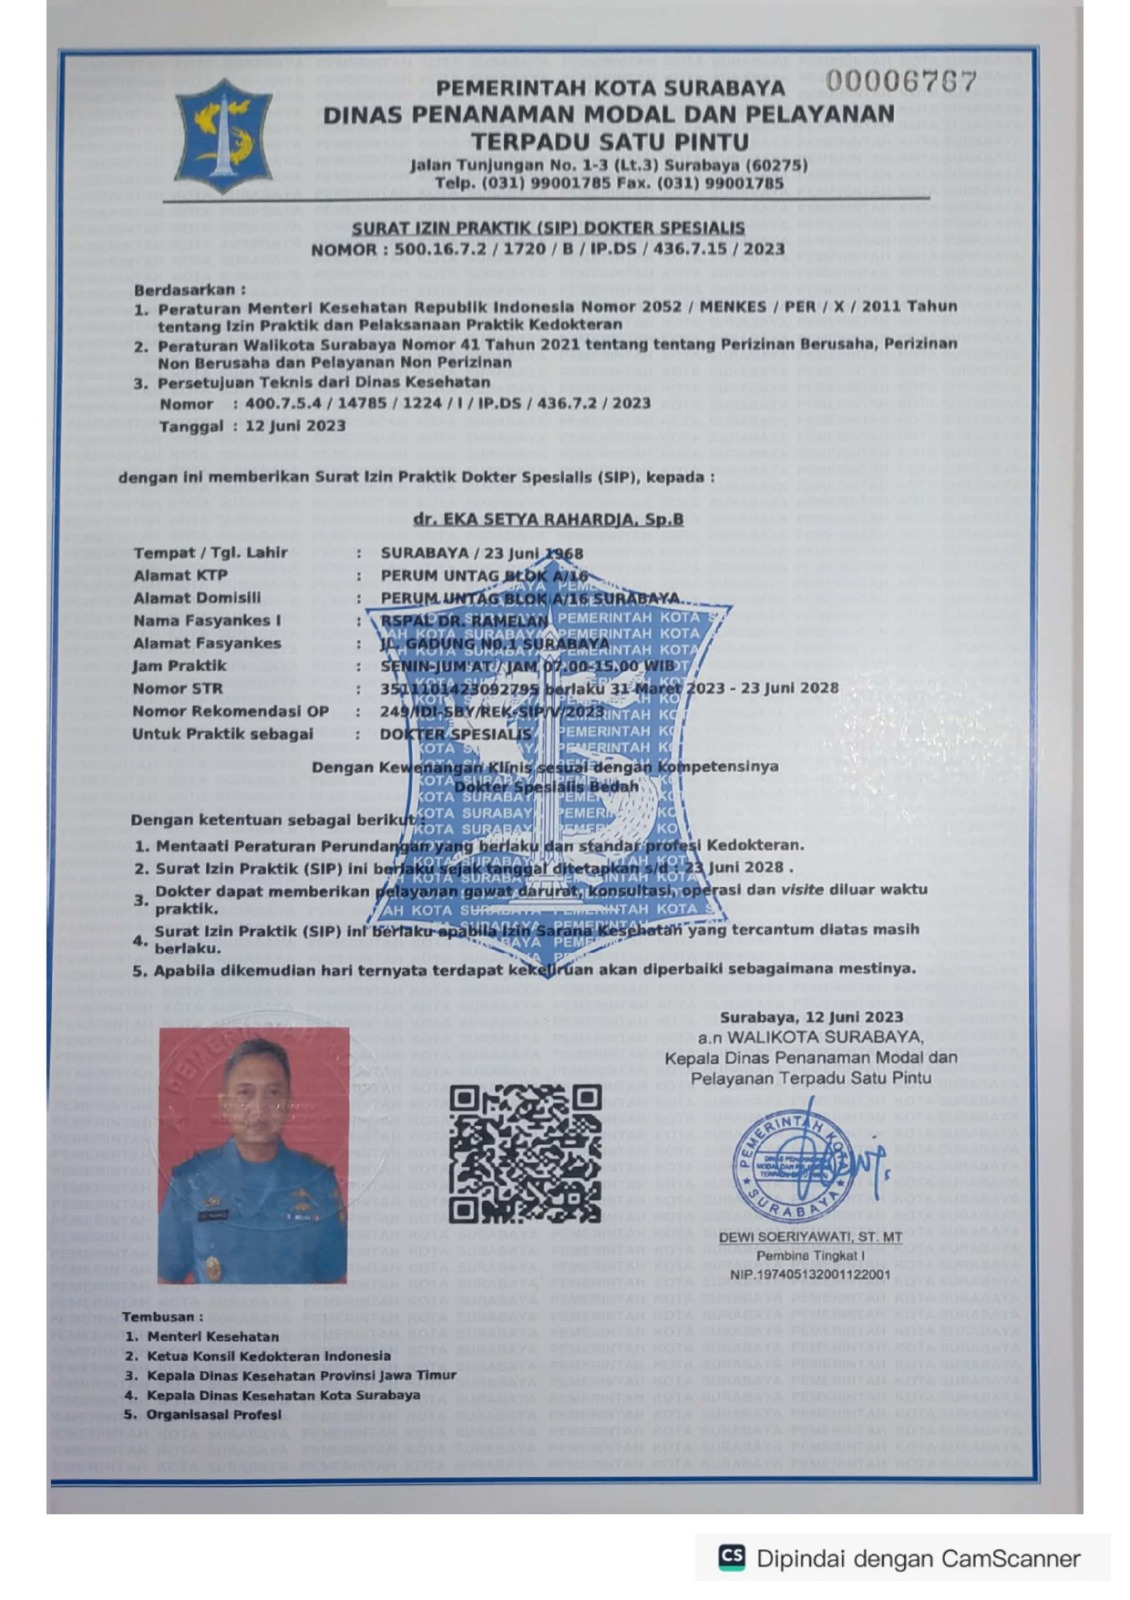 PEMERINTAH KOTA SURABAYA
00006767
DINAS PENANAMAN MODAL DAN PELAYANAN
TERPADU SATU PINTU
Jalan Tunjungan No. 1-3 (Lt.3) Surabaya (60275)
Telp. (031) 99001785 Fax. (031) 99001785
SURAT IZIN PRAKTIK (SIP) DOKTER SPESIALIS
NOMOR : 500.16.7.2 / 1720 / B / IP.DS / 436.7.15 / 2023
Berdasarkan :
1. Peraturan Menteri Kesehatan Republik Indonesia Nomor 2052 / MENKES / PER / X / 2011 Tahun
tentang Izin Praktik dan Pelaksanaan Praktik Kedokteran
2. Peraturan Walikota Surabaya Nomor 41 Tahun 2021 tentang tentang Perizinan Berusaha, Perizinan
Non Berusaha dan Pelayanan Non Perizinan
3. Persetujuan Teknis dari Dinas Kesehatan
Nomor : 400.7.5.4 / 14785 / 1224 / I / IP.DS / 436.7.2 / 2023
Tanggal : 12 Juni 2023
dengan ini memberikan Surat Izin Praktik Dokter Spesialis (SIP), kepada :
dr. EKA SETYA RAHARDJA, Sp.B
Tempat / Tgl. Lahir : SURABAYA / 23 Juni 1968
Alamat KTP : PERUM UNTAG BLOK A/16
Alamat Domisili : PERUM UNTAG BLOK A/16 SURABAYA
Nama Fasyankes I : RSPAL DR. RAMELAN
Alamat Fasyankes : JL. GADUNG NO.1 SURABAYA
Jam Praktik : SENIN-JUM'AT / JAM 07.00-15.00 WIB
Nomor STR : 3511101423092795 berlaku 31 Maret 2023 - 23 Juni 2028
Nomor Rekomendasi OP : 249/IDI-SBY/REK-SIP/V/2023
Untuk Praktik sebagai : DOKTER SPESIALIS
Dengan Kewenangan Klinis sesuai dengan kompetensinya
Dokter Spesialis Bedah
Dengan ketentuan sebagai berikut :
1. Mentaati Peraturan Perundangan yang berlaku dan standar profesi Kedokteran.
2. Surat Izin Praktik (SIP) ini berlaku sejak tanggal ditetapkan s/d : 23 Juni 2028 .
3. Dokter dapat memberikan pelayanan gawat darurat, konsultasi, operasi dan visite diluar waktu
praktik.
4. Surat Izin Praktik (SIP) ini berlaku apabila Izin Sarana Kesehatan yang tercantum diatas masih
berlaku.
5. Apabila dikemudian hari ternyata terdapat kekeliruan akan diperbaiki sebagaimana mestinya.
Surabaya, 12 Juni 2023
a.n WALIKOTA SURABAYA,
Kepala Dinas Penanaman Modal dan
Pelayanan Terpadu Satu Pintu
PEMERINTAH KOTA
SURABAYA
DEWI SOERIYAWATI, ST. MT
Pembina Tingkat I
NIP.197405132001122001
Tembusan :
1. Menteri Kesehatan
2. Ketua Konsil Kedokteran Indonesia
3. Kepala Dinas Kesehatan Provinsi Jawa Timur
4. Kepala Dinas Kesehatan Kota Surabaya
5. Organisasai Profesi
CS Dipindai dengan CamScanner